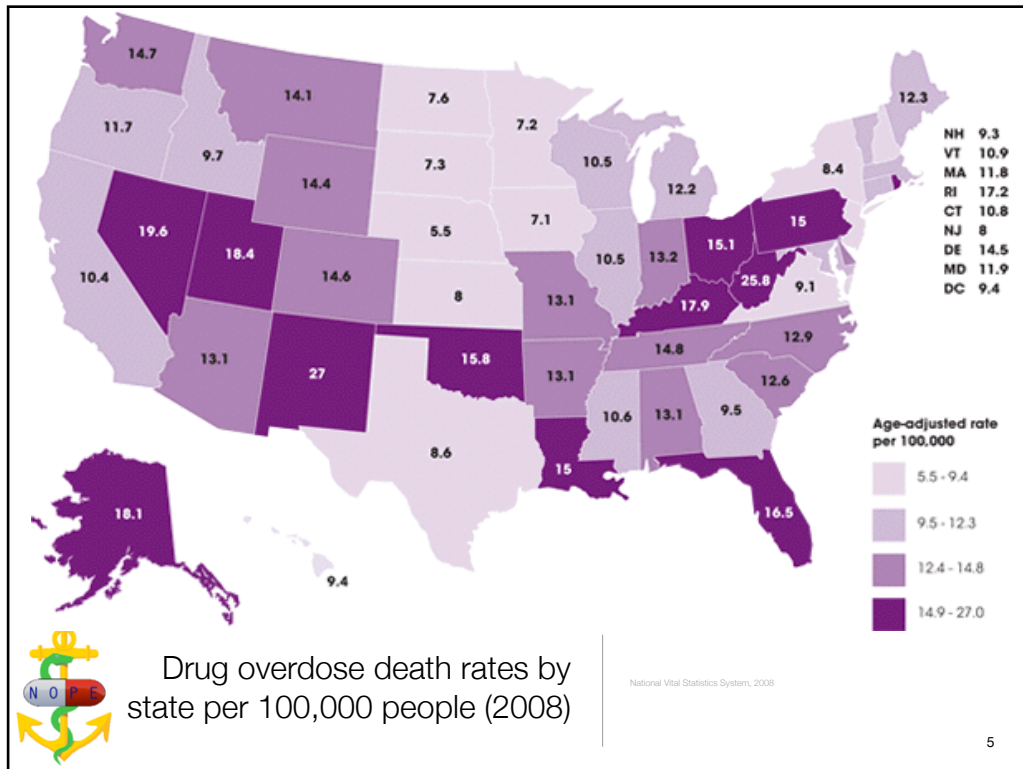 14.7
14.1
7.6
7.2
12.3
11.7
9.7
14.4
7.3
10.5
12.2
8.4
NH 9.3
VT 10.9
MA 11.8
RI 17.2
CT 10.8
NJ 8
DE 14.5
MD 11.9
DC 9.4
19.6
18.4
14.6
5.5
7.1
10.5
13.2
15.1
15
10.4
8
13.1
17.9
25.8
9.1
13.1
27
15.8
13.1
14.8
12.9
12.6
8.6
15
10.6
13.1
9.5
16.5
18.1
9.4
Age-adjusted rate
per 100,000
5.5 - 9.4
9.5 - 12.3
12.4 - 14.8
14.9 - 27.0
N O P E
Drug overdose death rates by
state per 100,000 people (2008)
National Vital Statistics System, 2008
5